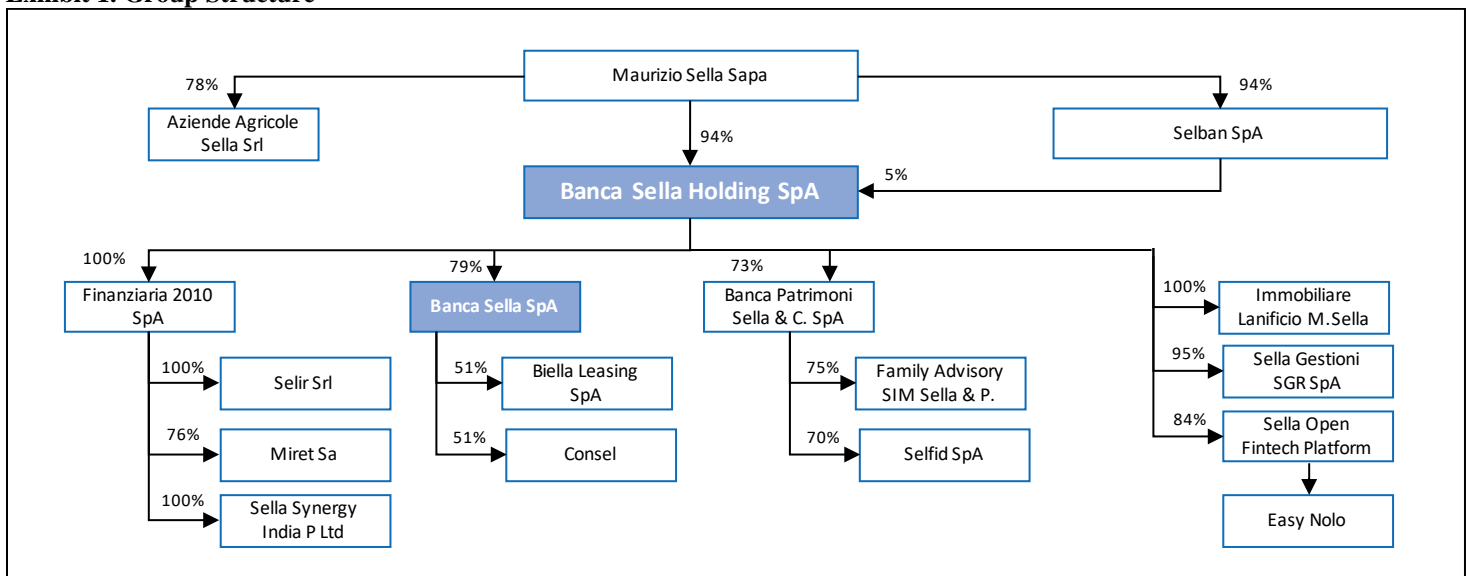 Exhibit 1: Group Structure
Maurizio Sella Sapa
78%
94%
Aziende Agricole
Sella Srl
Selban SpA
94%
5%
Banca Sella Holding SpA
100%
79%
73%
Finanziaria 2010
SpA
Banca Sella SpA
Banca Patrimoni
Sella & C. SpA
100%
Immobiliare
Lanificio M.Sella
100%
Selir Srl
51%
Biella Leasing
SpA
75%
Family Advisory
SIM Sella & P.
95%
Sella Gestioni
SGR SpA
76%
Miret Sa
51%
Consel
70%
Selfid SpA
84%
Sella Open
Fintech Platform
100%
Sella Synergy
India P Ltd
Easy Nolo